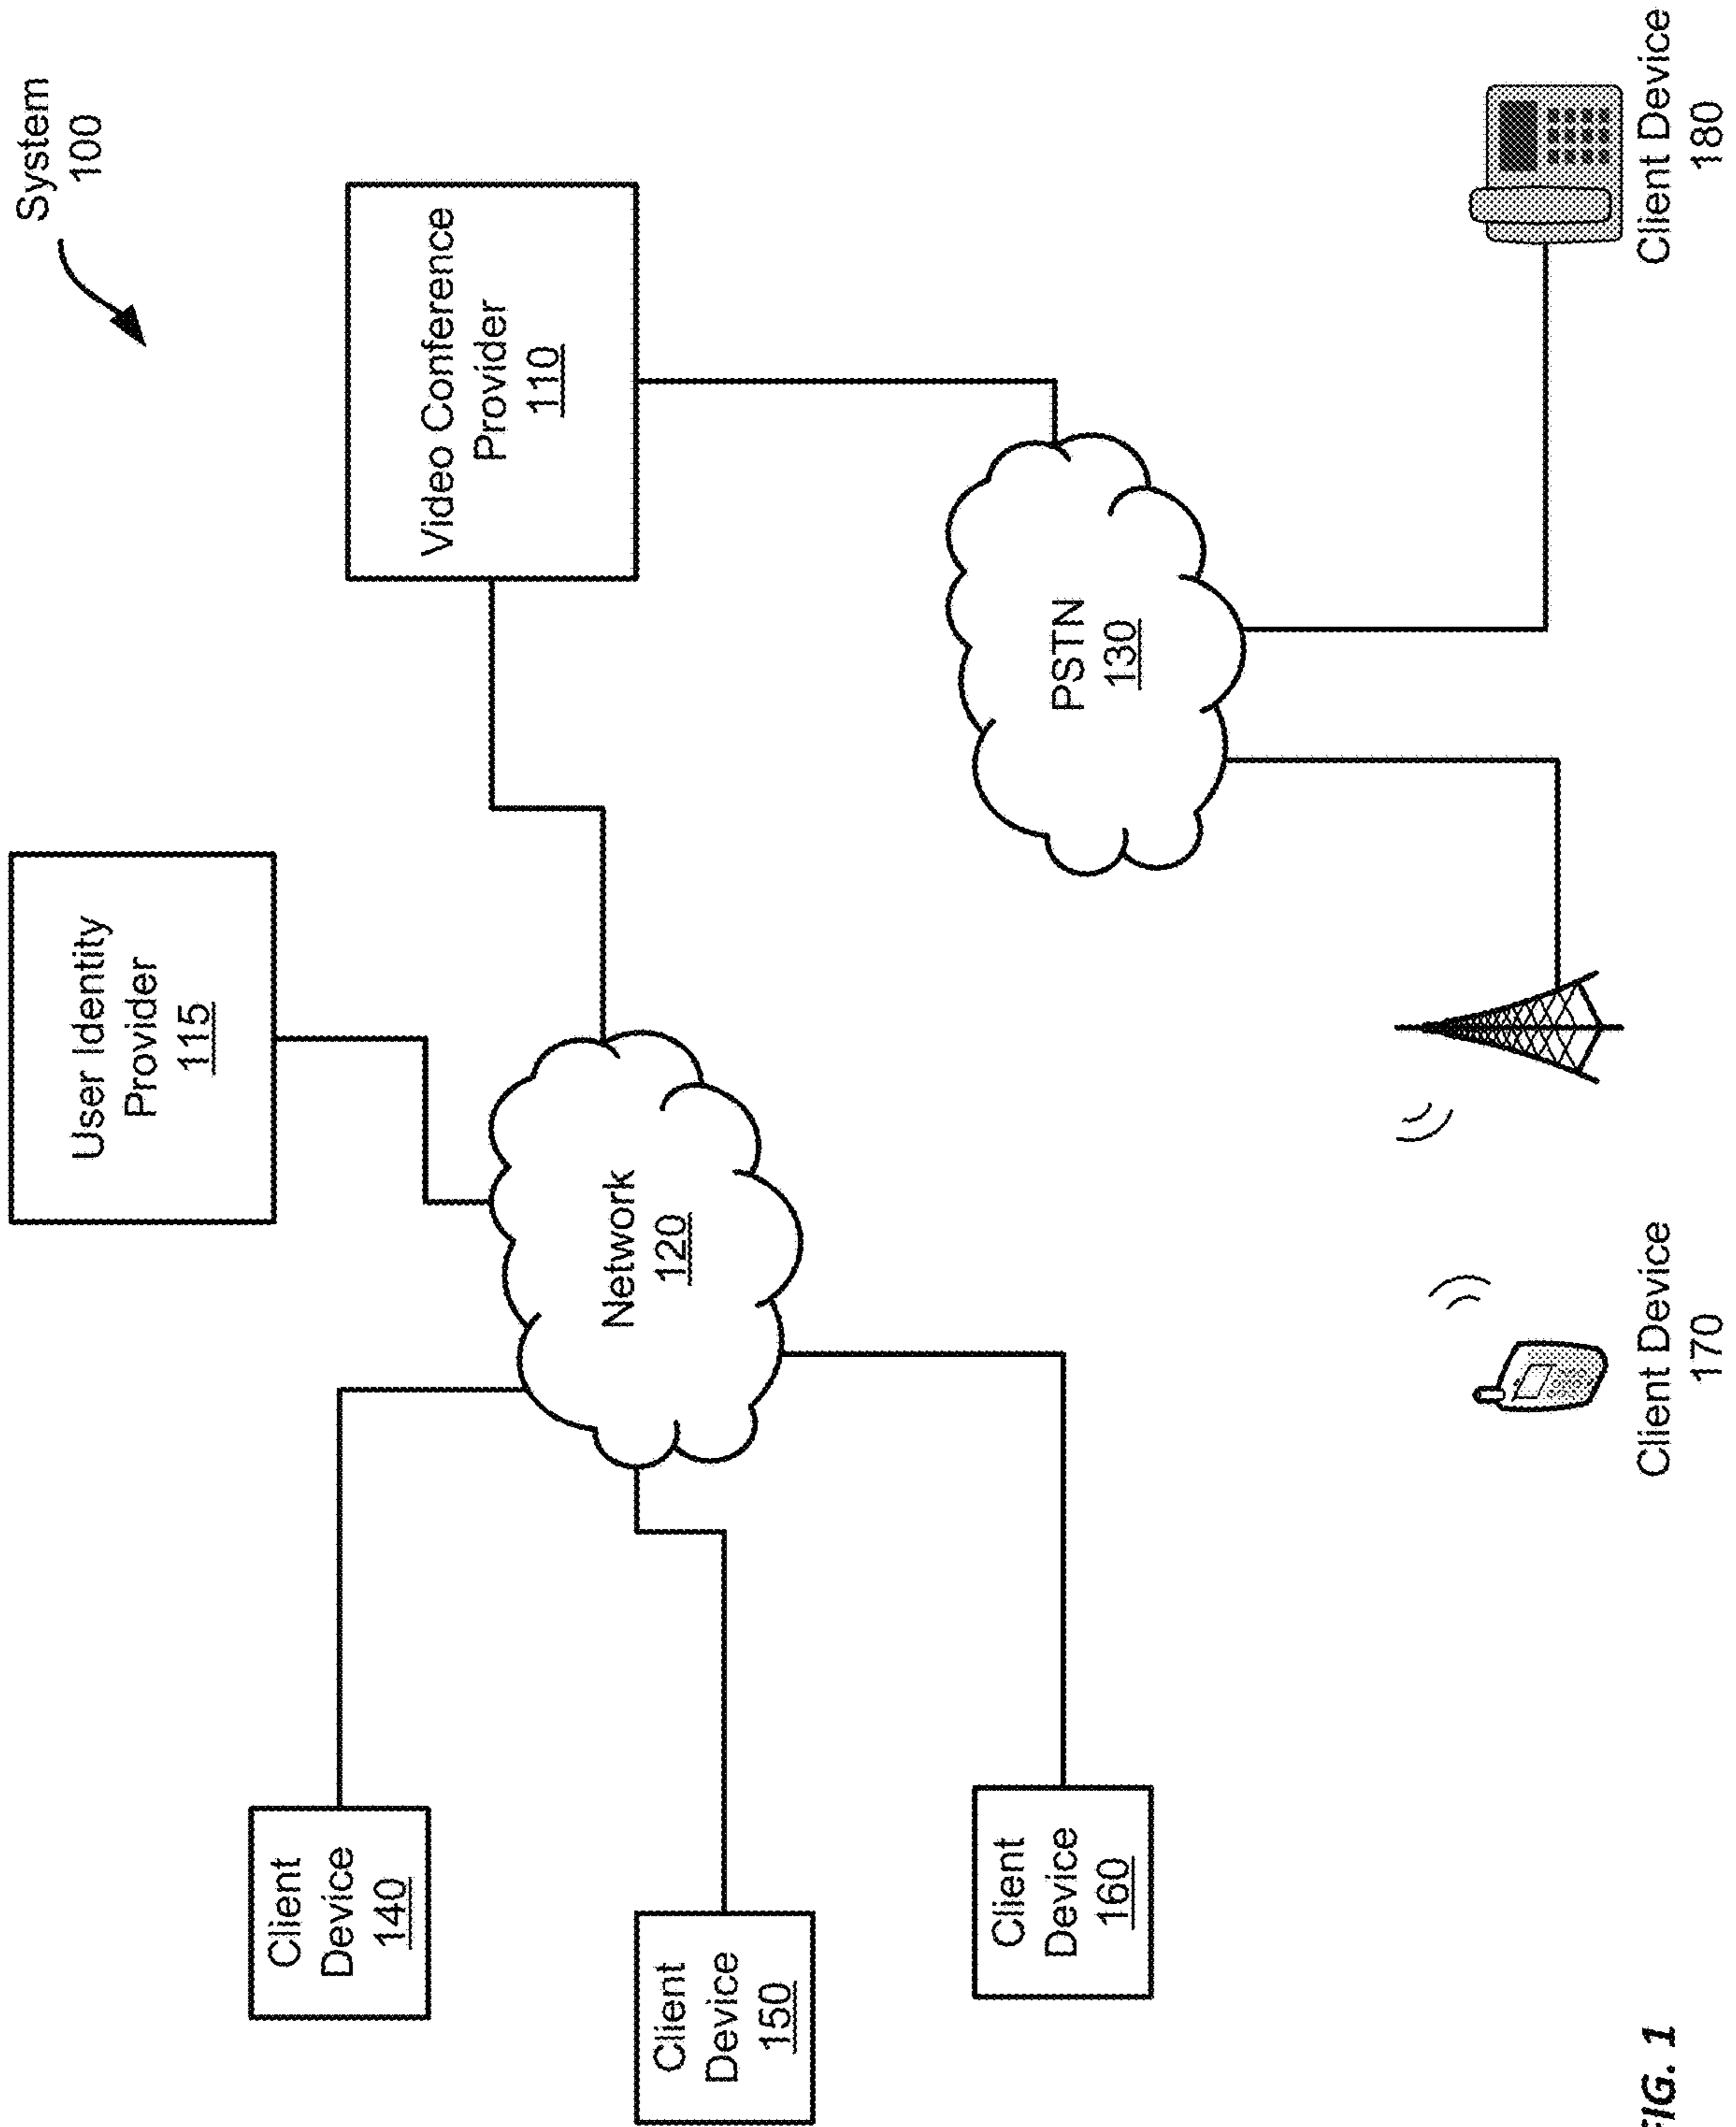 System
100
User Identity
Provider
115
Video Conference
Provider
110
Client
Device
140
Network
120
Client
Device
150
PSTN
130
Client
Device
160
Client Device
170
Client Device
180
FIG. 1